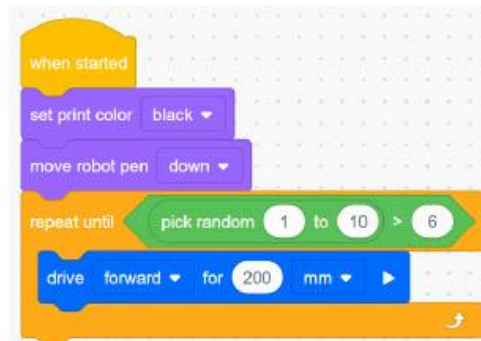 when started
set print color black
move robot pen down
repeat until pick random 1 to 10 > 6
drive forward for 200 mm